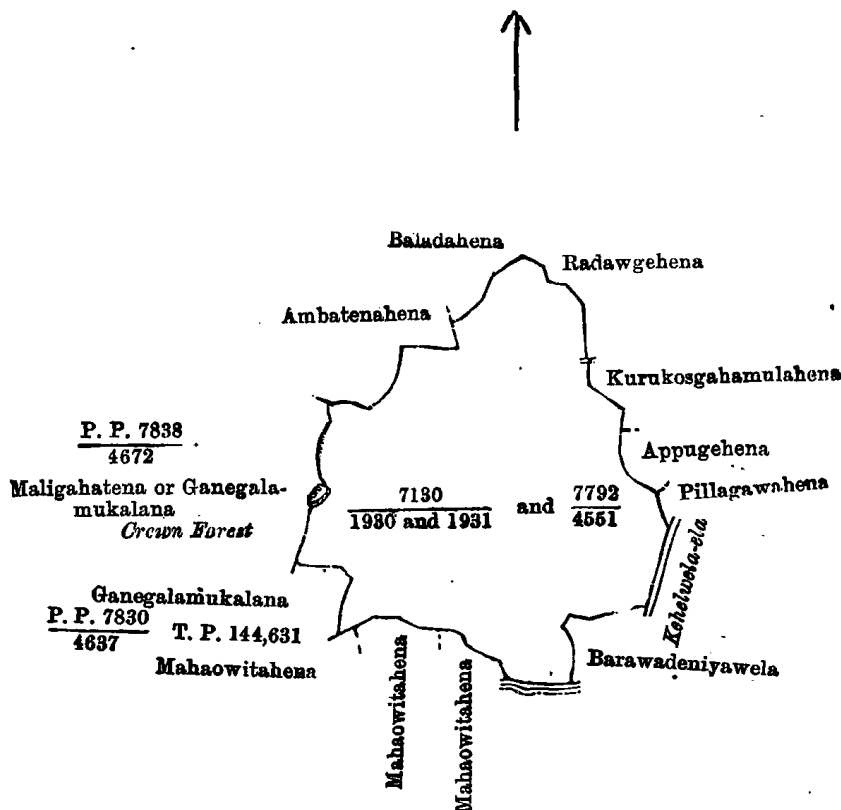 Baladahena
Radawgehena
Ambatenahena
Kurukosgahamulahena
P. P. 7838
4672
Appugehena
Maligahatena or Ganegala-
mukalana
Crown Forest
7130
1930 and 1931
and
7792
4551
Pillagawahena
Kehelwela-ela
Ganegalamukalana
P. P. 7830
4637
T. P. 144,631
Mahaowitahena
Mahaowitahena
Mahaowitahena
Barawadeniyawela